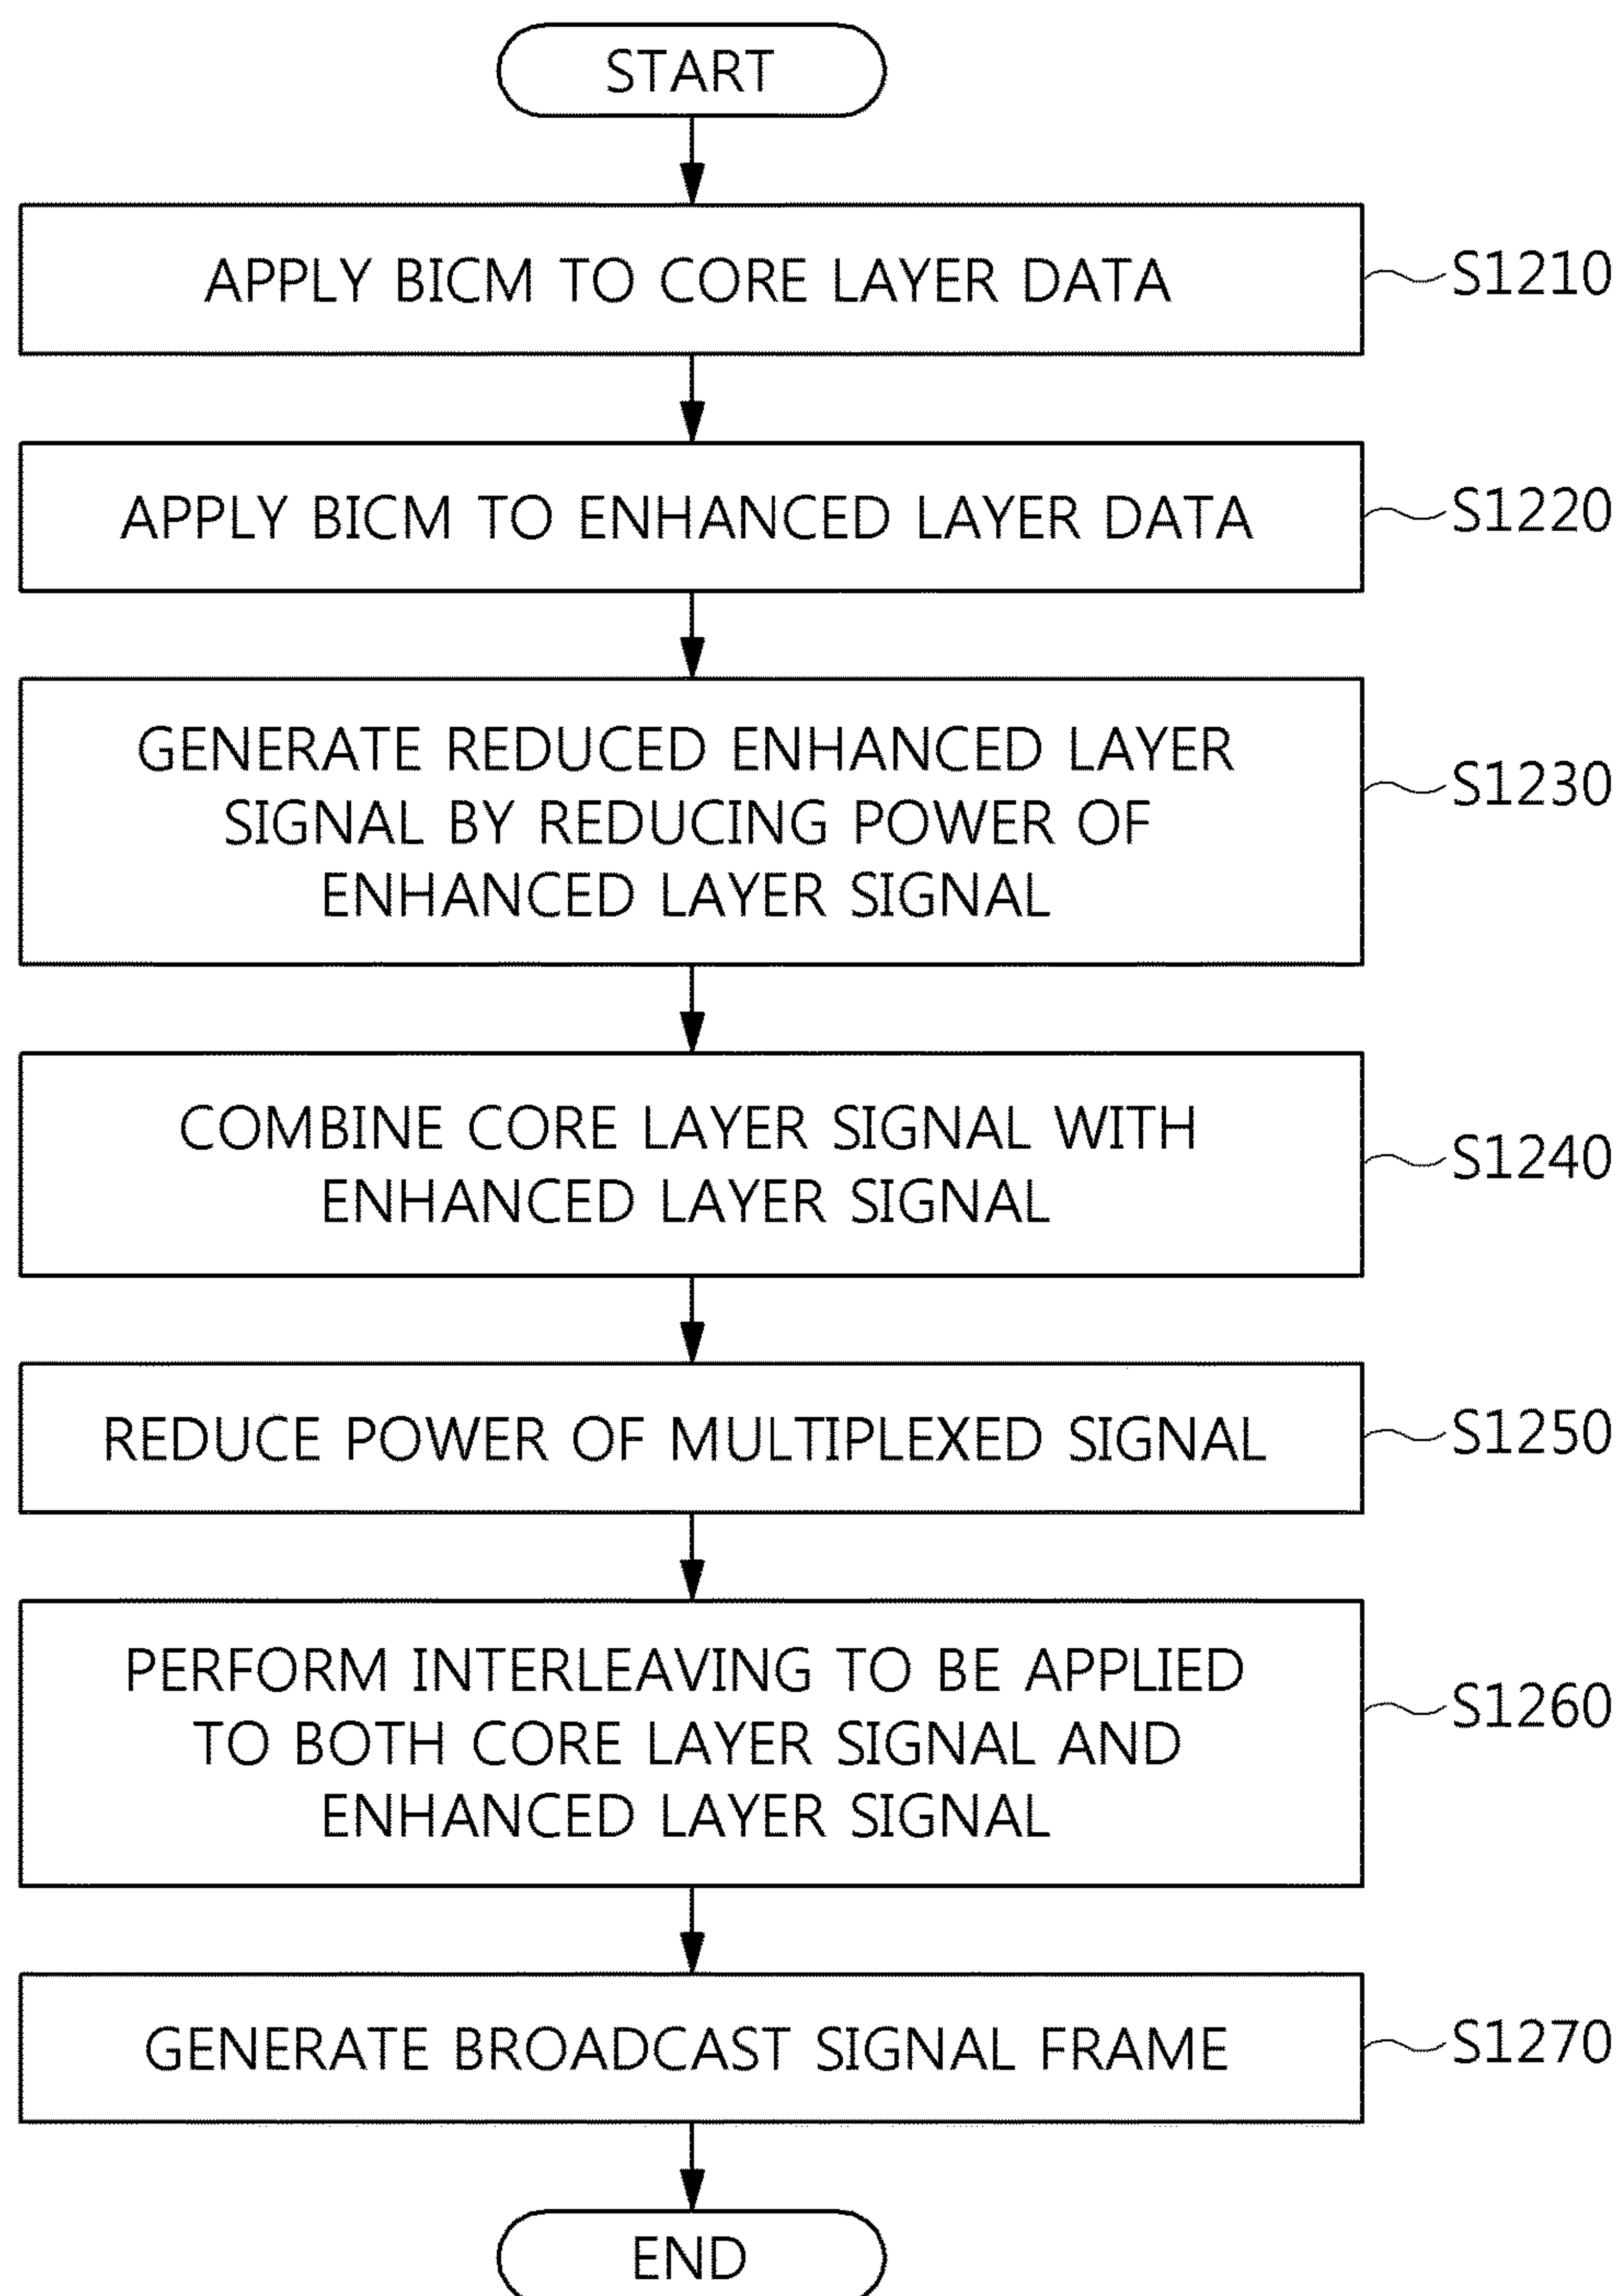 START
APPLY BICM TO CORE LAYER DATA
S1210
APPLY BICM TO ENHANCED LAYER DATA
S1220
GENERATE REDUCED ENHANCED LAYER
SIGNAL BY REDUCING POWER OF
ENHANCED LAYER SIGNAL
S1230
COMBINE CORE LAYER SIGNAL WITH
ENHANCED LAYER SIGNAL
S1240
REDUCE POWER OF MULTIPLEXED SIGNAL
S1250
PERFORM INTERLEAVING TO BE APPLIED
TO BOTH CORE LAYER SIGNAL AND
ENHANCED LAYER SIGNAL
S1260
GENERATE BROADCAST SIGNAL FRAME
S1270
END